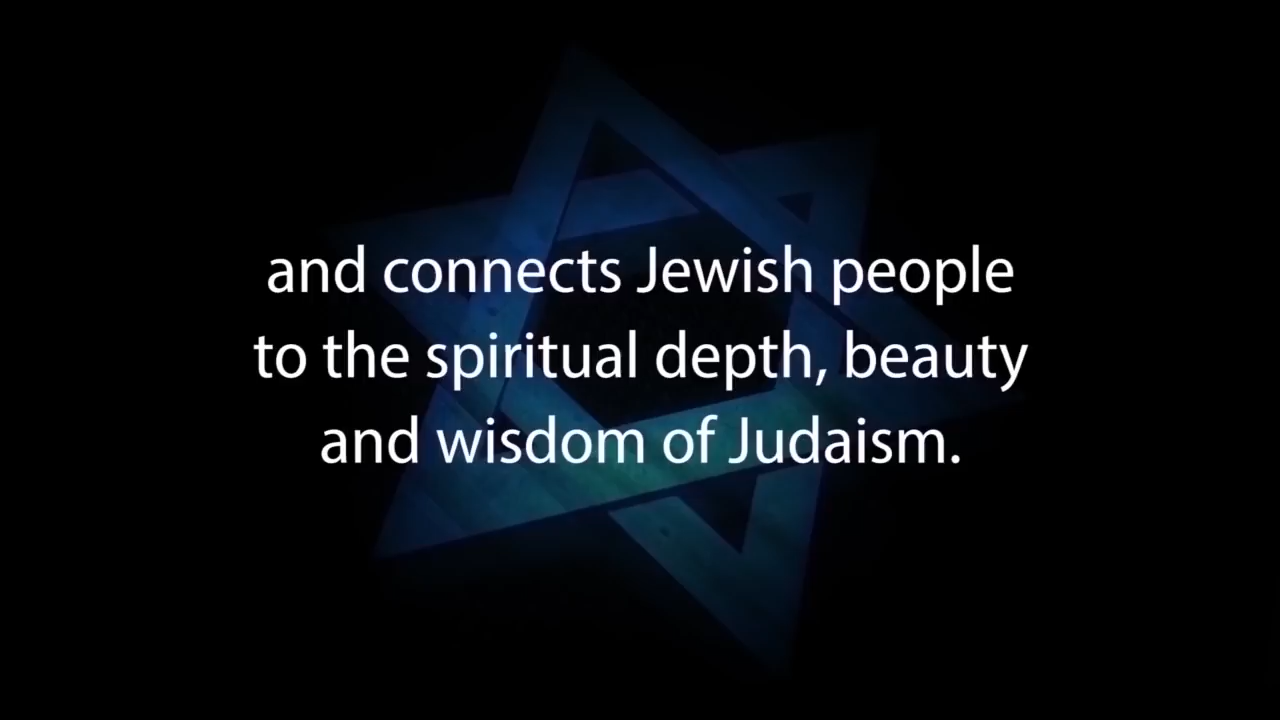 and connects Jewish people
to the spiritual depth, beauty
and wisdom of Judaism.